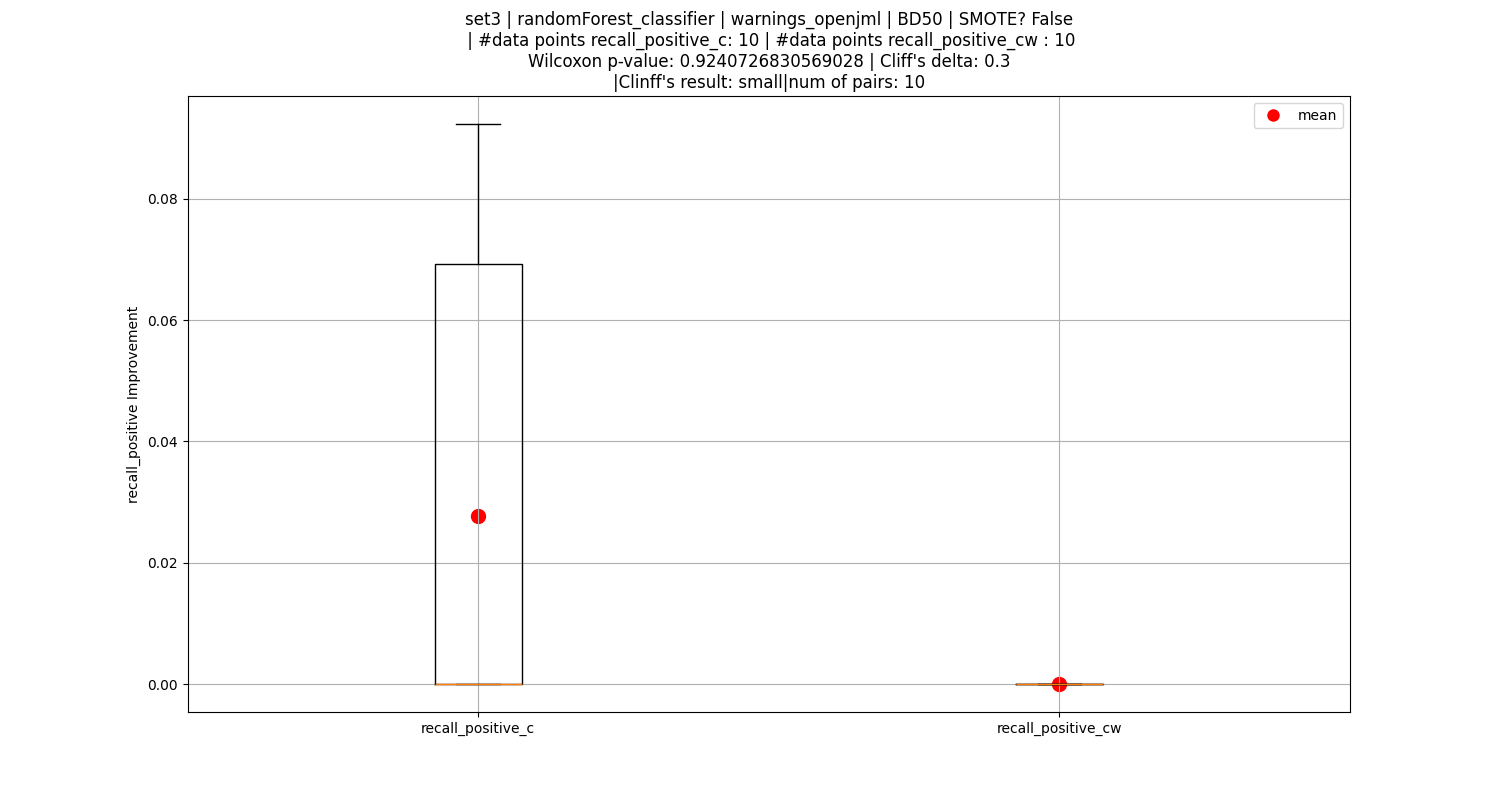 set3 | randomForest_classifier | warnings_openjml | BD50 | SMOTE? False
| #data points recall_positive_c: 10 | #data points recall_positive_cw : 10
Wilcoxon p-value: 0.9240726830569028 | Cliff's delta: 0.3
|Clinff's result: small|num of pairs: 10
mean
recall_positive Improvement
0.08
0.06
0.04
0.02
0.00
recall_positive_c
recall_positive_cw